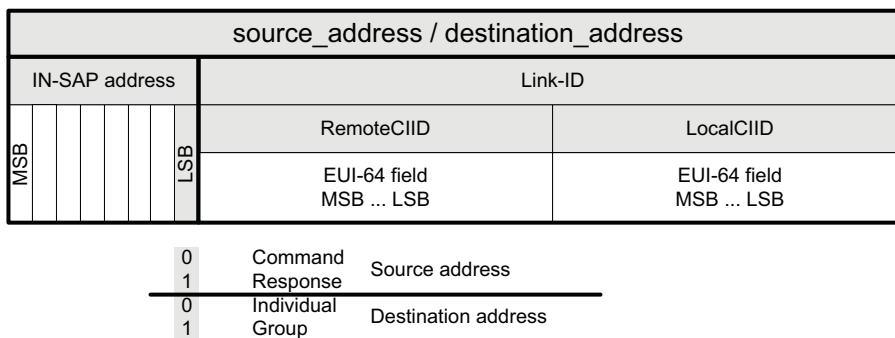 source_address / destination_address
IN-SAP address Link-ID
RemoteCIID LocalCIID
MSB LSB
EUI-64 field EUI-64 field
MSB ... LSB MSB ... LSB
0 Command
Source address
1 Response
0 Individual
Destination address
1 Group